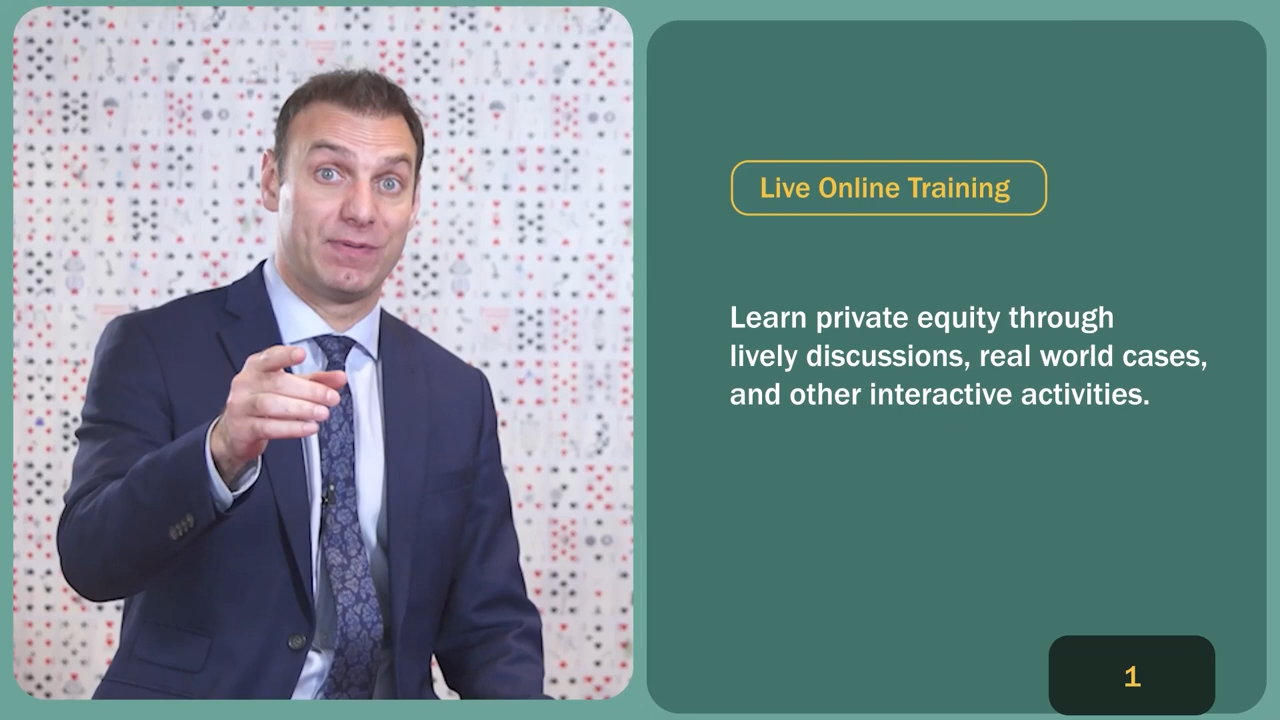 Live Online Training
Learn private equity through
lively discussions, real world cases,
and other interactive activities.
1